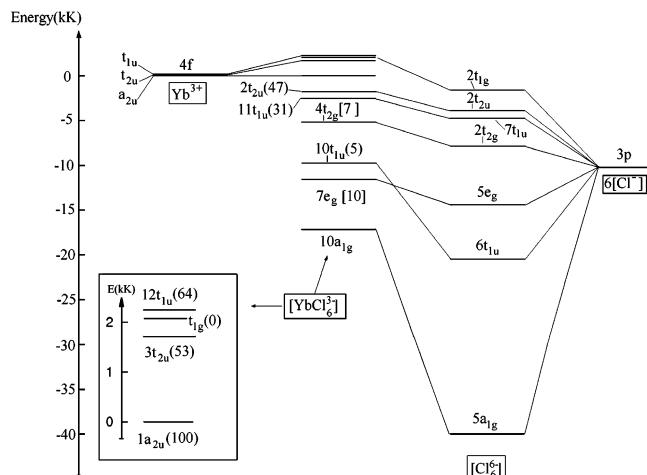 Energy(kK)
t1u
t2u
a2u
4f
Yb3+
0
-5
-10
-15
-20
-25
-30
-35
-40
2t2u(47)
11t1u(31)
4t2g[7]
10t1u(5)
7eg [10]
10a1g
2t1g
2t2u
7t1u
2t2g
5eg
6t1u
5a1g
3p
6[Cl-]
[YbCl6 3-]
[Cl6 6-]
E(kK)
2
1
0
12t1u(64)
t1g(0)
3t2u(53)
1a2u(100)